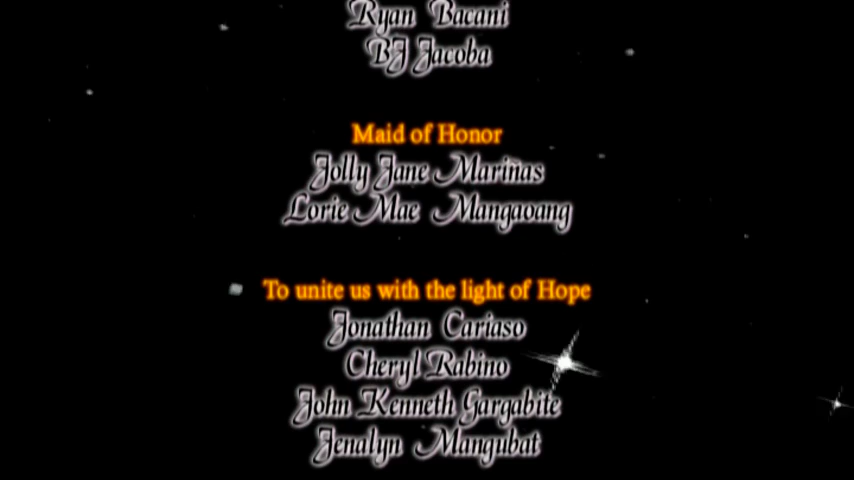 Ryan Bacani
BJ Jacoba
Maid of Honor
Jolly Jane Mariñas
Lorie Mae Mangaoang
To unite us with the light of Hope
Jonathan Cariaso
Cheryl Rabino
John Kenneth Gargabite
Jenalyn Mangubat